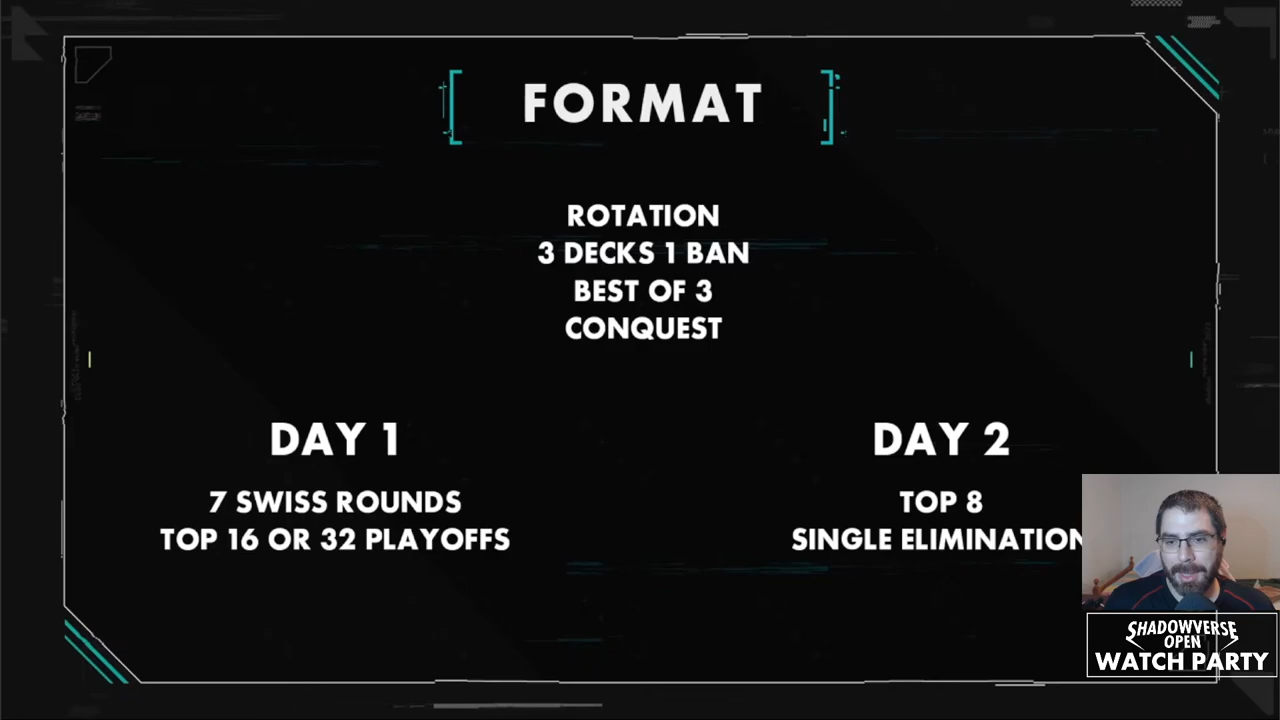 FORMAT
ROTATION
3 DECKS 1 BAN
BEST OF 3
CONQUEST
DAY 1
7 SWISS ROUNDS
TOP 16 OR 32 PLAYOFFS
DAY 2
TOP 8
SINGLE ELIMINATION
SHADOWVERSE
OPEN
WATCH PARTY